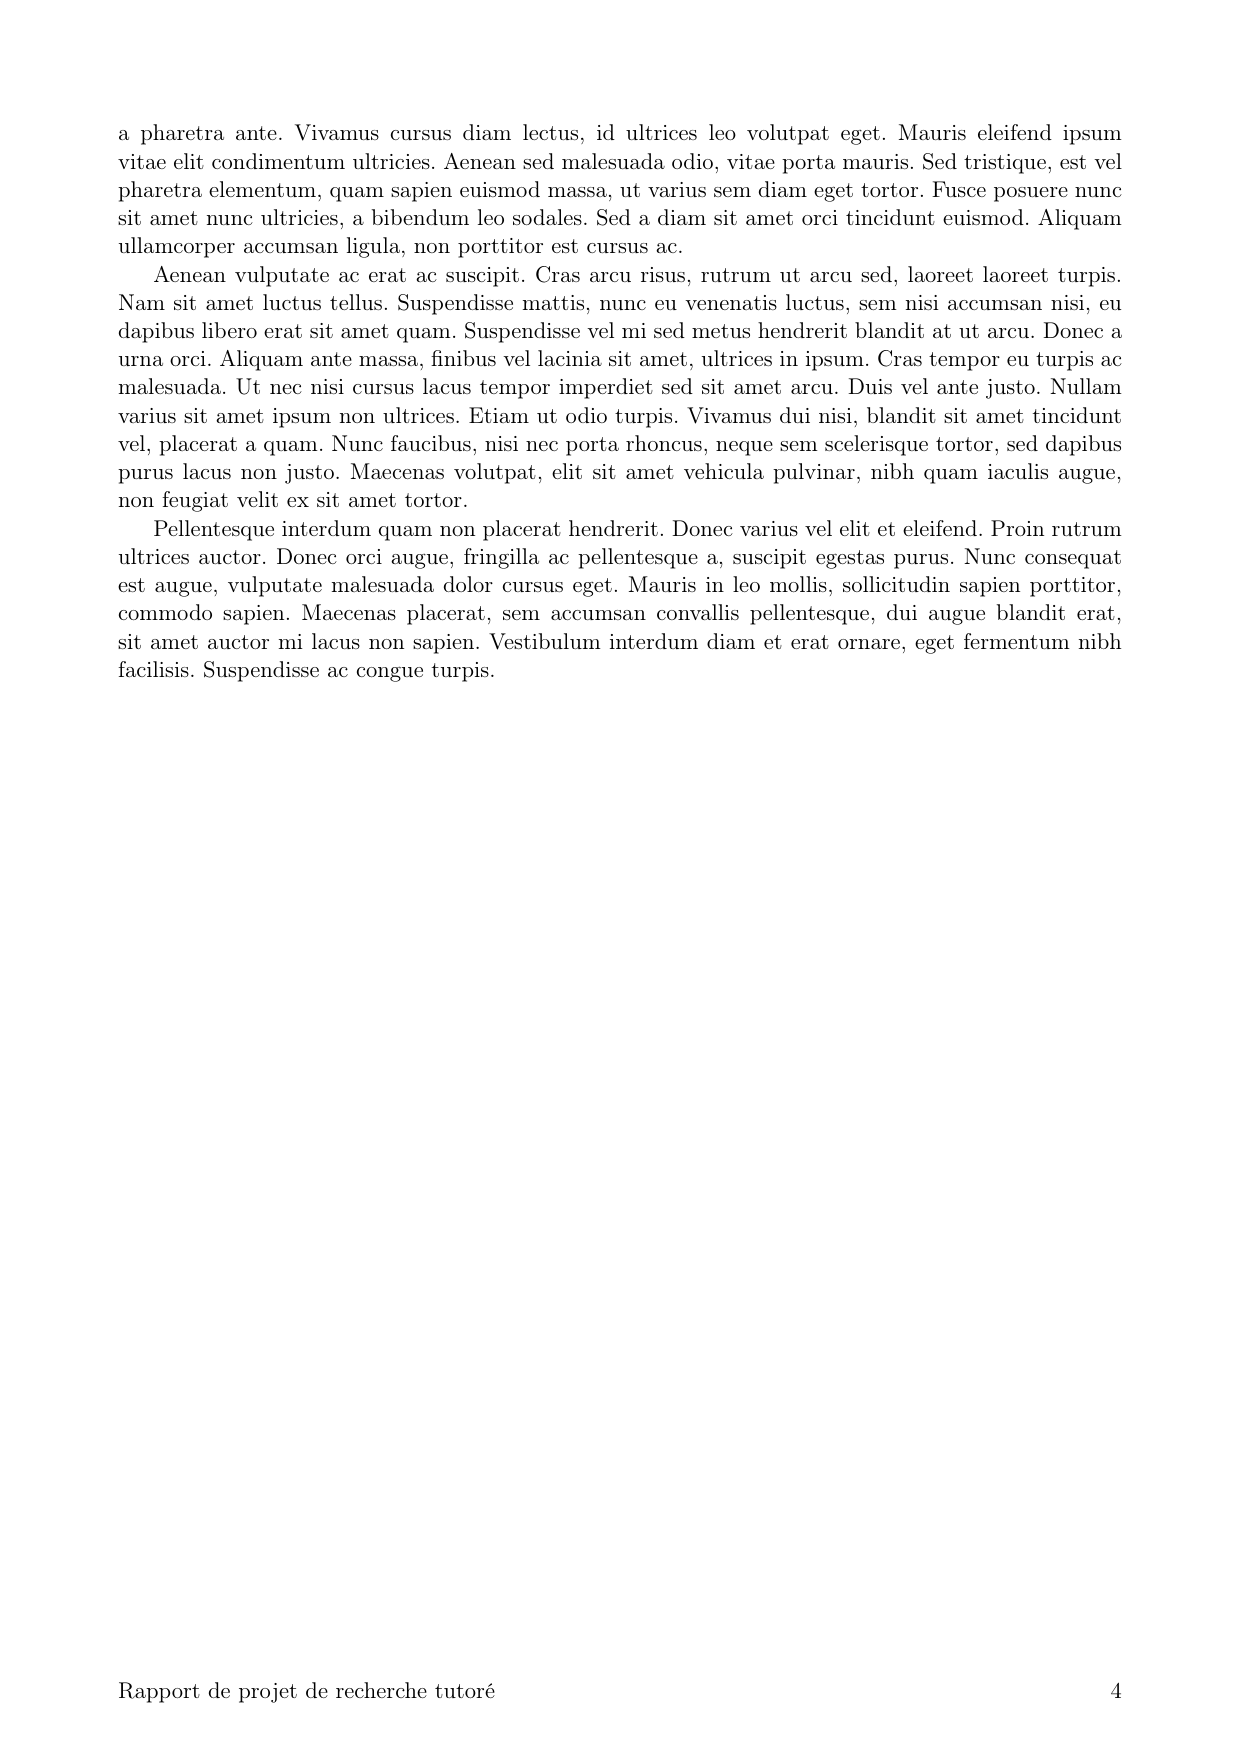 a pharetra ante. Vivamus cursus diam lectus, id ultrices leo volutpat eget. Mauris eleifend ipsum
vitae elit condimentum ultricies. Aenean sed malesuada odio, vitae porta mauris. Sed tristique, est vel
pharetra elementum, quam sapien euismod massa, ut varius sem diam eget tortor. Fusce posuere nunc
sit amet nunc ultricies, a bibendum leo sodales. Sed a diam sit amet orci tincidunt euismod. Aliquam
ullamcorper accumsan ligula, non porttitor est cursus ac.
Aenean vulputate ac erat ac suscipit. Cras arcu risus, rutrum ut arcu sed, laoreet laoreet turpis.
Nam sit amet luctus tellus. Suspendisse mattis, nunc eu venenatis luctus, sem nisi accumsan nisi, eu
dapibus libero erat sit amet quam. Suspendisse vel mi sed metus hendrerit blandit at ut arcu. Donec a
urna orci. Aliquam ante massa, finibus vel lacinia sit amet, ultrices in ipsum. Cras tempor eu turpis ac
malesuada. Ut nec nisi cursus lacus tempor imperdiet sed sit amet arcu. Duis vel ante justo. Nullam
varius sit amet ipsum non ultrices. Etiam ut odio turpis. Vivamus dui nisi, blandit sit amet tincidunt
vel, placerat a quam. Nunc faucibus, nisi nec porta rhoncus, neque sem scelerisque tortor, sed dapibus
purus lacus non justo. Maecenas volutpat, elit sit amet vehicula pulvinar, nibh quam iaculis augue,
non feugiat velit ex sit amet tortor.
Pellentesque interdum quam non placerat hendrerit. Donec varius vel elit et eleifend. Proin rutrum
ultrices auctor. Donec orci augue, fringilla ac pellentesque a, suscipit egestas purus. Nunc consequat
est augue, vulputate malesuada dolor cursus eget. Mauris in leo mollis, sollicitudin sapien porttitor,
commodo sapien. Maecenas placerat, sem accumsan convallis pellentesque, dui augue blandit erat,
sit amet auctor mi lacus non sapien. Vestibulum interdum diam et erat ornare, eget fermentum nibh
facilisis. Suspendisse ac congue turpis.
Rapport de projet de recherche tutoré 4